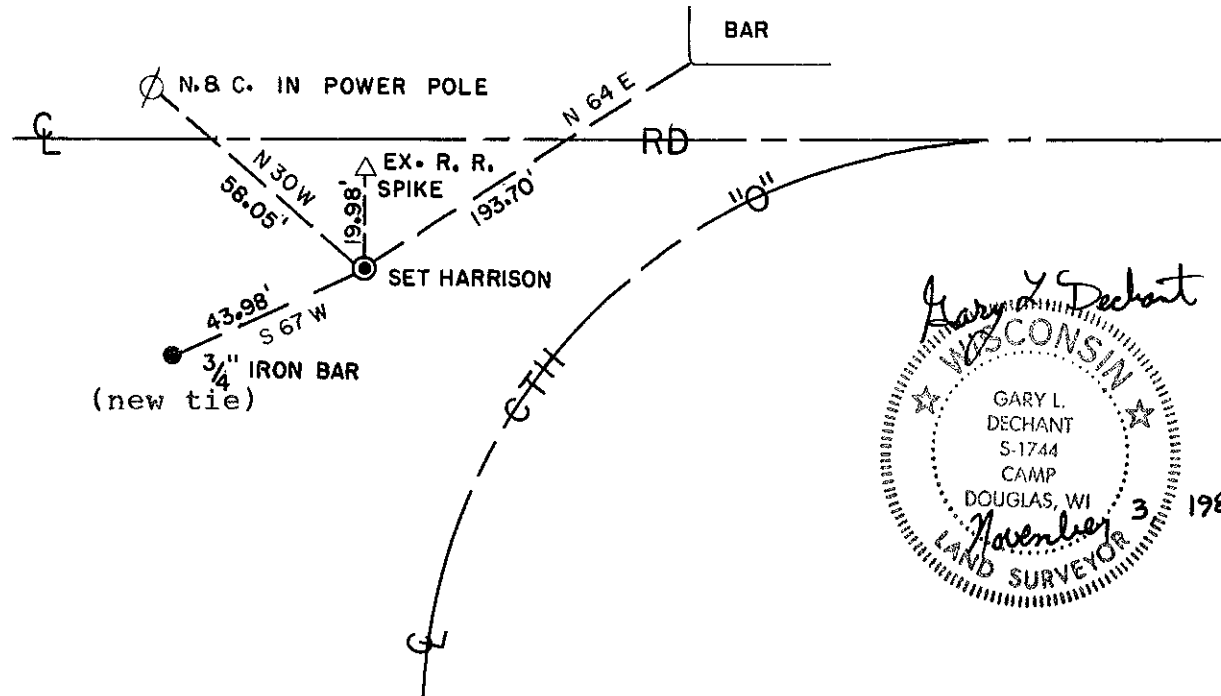 BAR
N. & C. IN POWER POLE
N 64 E
℄
RD
EX. R. R.
SPIKE
N 30 W
58.05'
19.98'
193.70'
"O"
SET HARRISON
43.98'
S 67 W
3/4" IRON BAR
(new tie)
CTH
℄
Gary L Dechant
WISCONSIN
GARY L.
DECHANT
S-1744
CAMP
DOUGLAS, WI
November 3, 198
LAND SURVEYOR